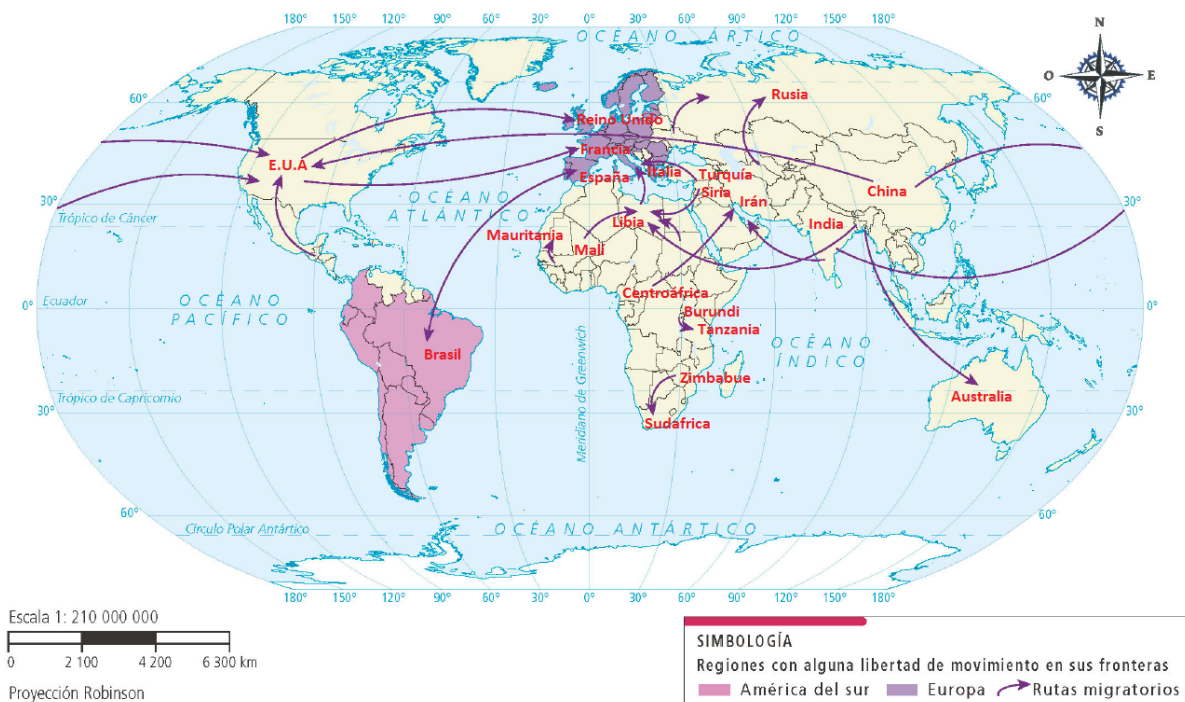 180° 150° 120° 90° 60° 30° 0° 30° 60° 90° 120° 150° 180°
OCÉANO ÁRTICO
N
O E
S
60° 60°
Rusia
Reino Unido
E.U.A
Francia
Italia
Turquía
España
Siria
China
OCÉANO
ATLÁNTICO
Irán
30° 30°
Trópico de Cáncer
Libia
India
Mauritania
Mali
Centroáfrica
OCÉANO
PACÍFICO
Ecuador
0° 0°
Burundi
Tanzania
OCÉANO
ÍNDICO
Brasil
Meridiano de Greenwich
Zimbabue
Australia
Trópico de Capricornio
30° 30°
Sudáfrica
60° 60°
Círculo Polar Antártico
OCÉANO ANTÁRTICO
180° 150° 120° 90° 60° 30° 0° 30° 60° 90° 120° 150° 180°
Escala 1: 210 000 000
0 2 100 4 200 6 300 km
Proyección Robinson
SIMBOLOGÍA
Regiones con alguna libertad de movimiento en sus fronteras
América del sur Europa Rutas migratorios